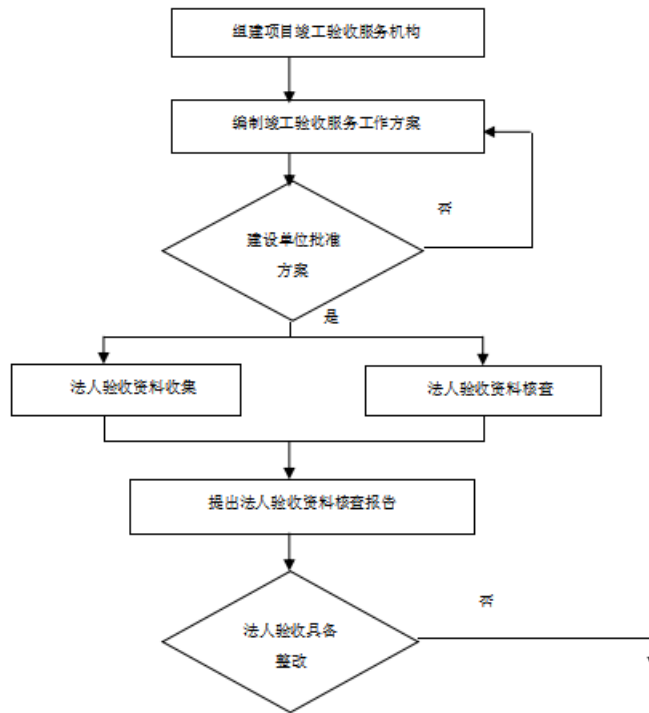 组建项目竣工验收服务机构
编制竣工验收服务工作方案
否
建设单位批准
方案
是
法人验收资料收集
法人验收资料核查
提出法人验收资料核查报告
否
法人验收具备
整改